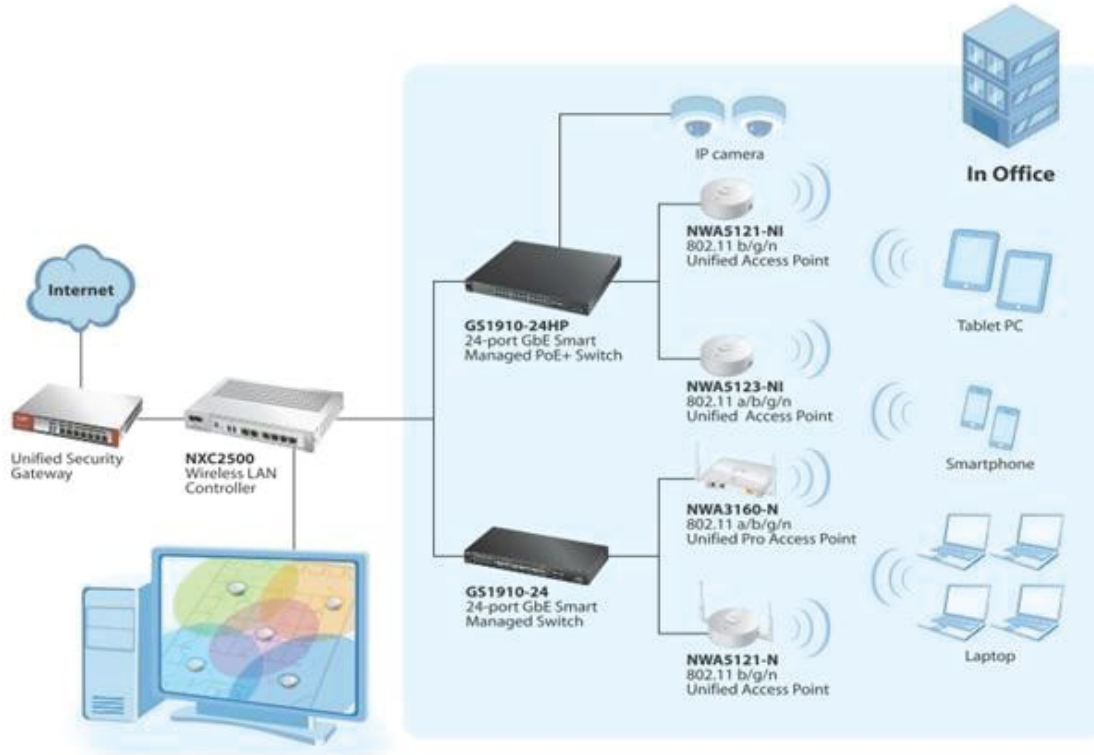 In Office
IP camera
NWA5121-NI
802.11 b/g/n
Unified Access Point
Internet
GS1910-24HP
24-port GbE Smart
Managed PoE+ Switch
Tablet PC
NWA5123-NI
802.11 a/b/g/n
Unified Access Point
Unified Security
Gateway
NXC2500
Wireless LAN
Controller
Smartphone
NWA3160-N
802.11 a/b/g/n
Unified Pro Access Point
GS1910-24
24-port GbE Smart
Managed Switch
NWA5121-N
802.11 b/g/n
Unified Access Point
Laptop